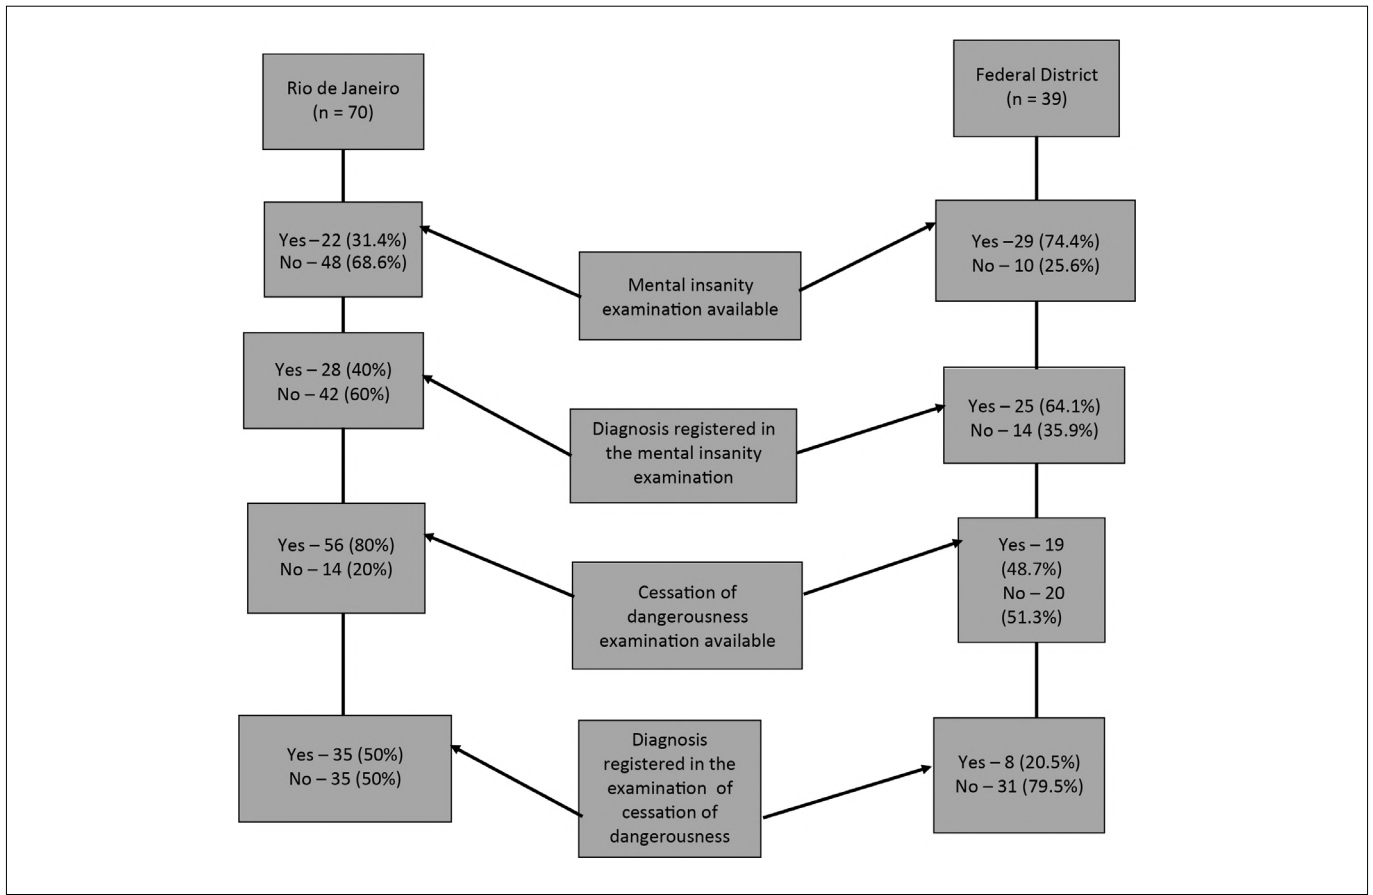 Rio de Janeiro
(n = 70)
Federal District
(n = 39)
Yes –22 (31.4%)
No – 48 (68.6%)
Mental insanity
examination available
Yes –29 (74.4%)
No – 10 (25.6%)
Yes – 28 (40%)
No – 42 (60%)
Diagnosis registered in
the mental insanity
examination
Yes – 25 (64.1%)
No – 14 (35.9%)
Yes – 56 (80%)
No – 14 (20%)
Cessation of
dangerousness
examination available
Yes – 19
(48.7%)
No – 20
(51.3%)
Yes – 35 (50%)
No – 35 (50%)
Diagnosis
registered in the
examination of
cessation of
dangerousness
Yes – 8 (20.5%)
No – 31 (79.5%)